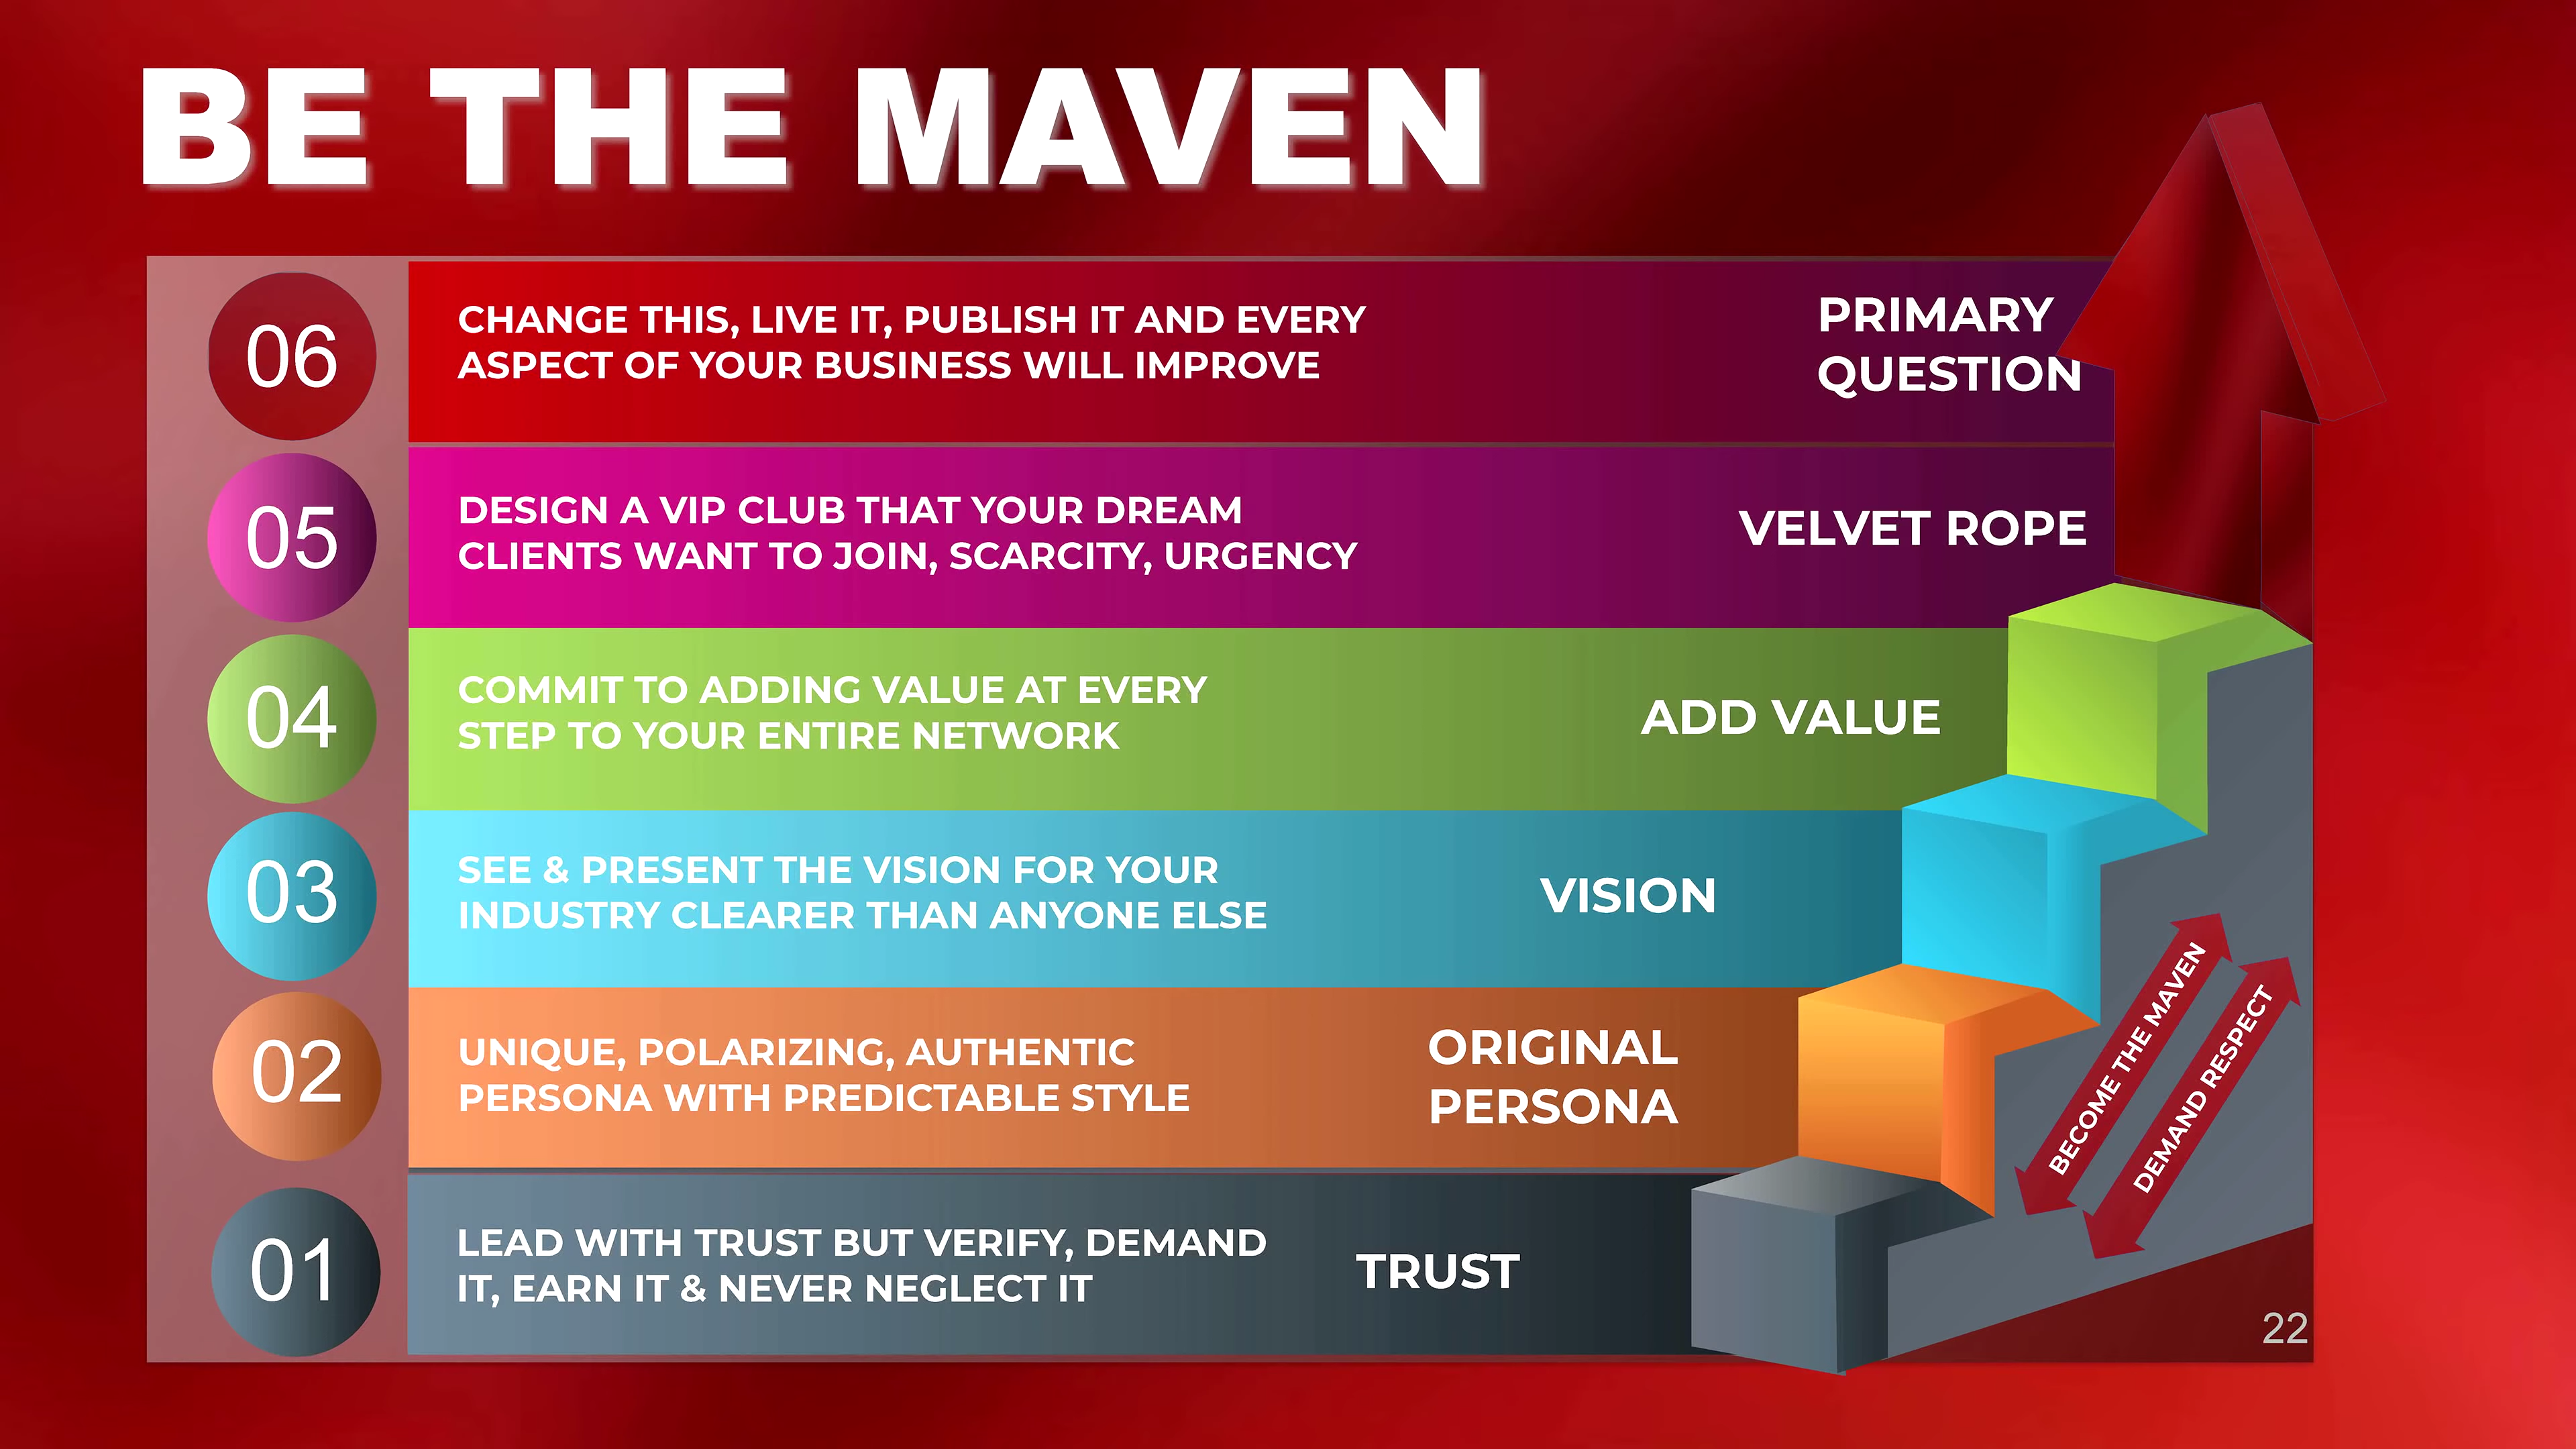 BE THE MAVEN
06
CHANGE THIS, LIVE IT, PUBLISH IT AND EVERY
ASPECT OF YOUR BUSINESS WILL IMPROVE
PRIMARY
QUESTION
05
DESIGN A VIP CLUB THAT YOUR DREAM
CLIENTS WANT TO JOIN, SCARCITY, URGENCY
VELVET ROPE
04
COMMIT TO ADDING VALUE AT EVERY
STEP TO YOUR ENTIRE NETWORK
ADD VALUE
03
SEE & PRESENT THE VISION FOR YOUR
INDUSTRY CLEARER THAN ANYONE ELSE
VISION
02
UNIQUE, POLARIZING, AUTHENTIC
PERSONA WITH PREDICTABLE STYLE
ORIGINAL
PERSONA
01
LEAD WITH TRUST BUT VERIFY, DEMAND
IT, EARN IT & NEVER NEGLECT IT
TRUST
BECOME THE MAVEN
DEMAND RESPECT
22